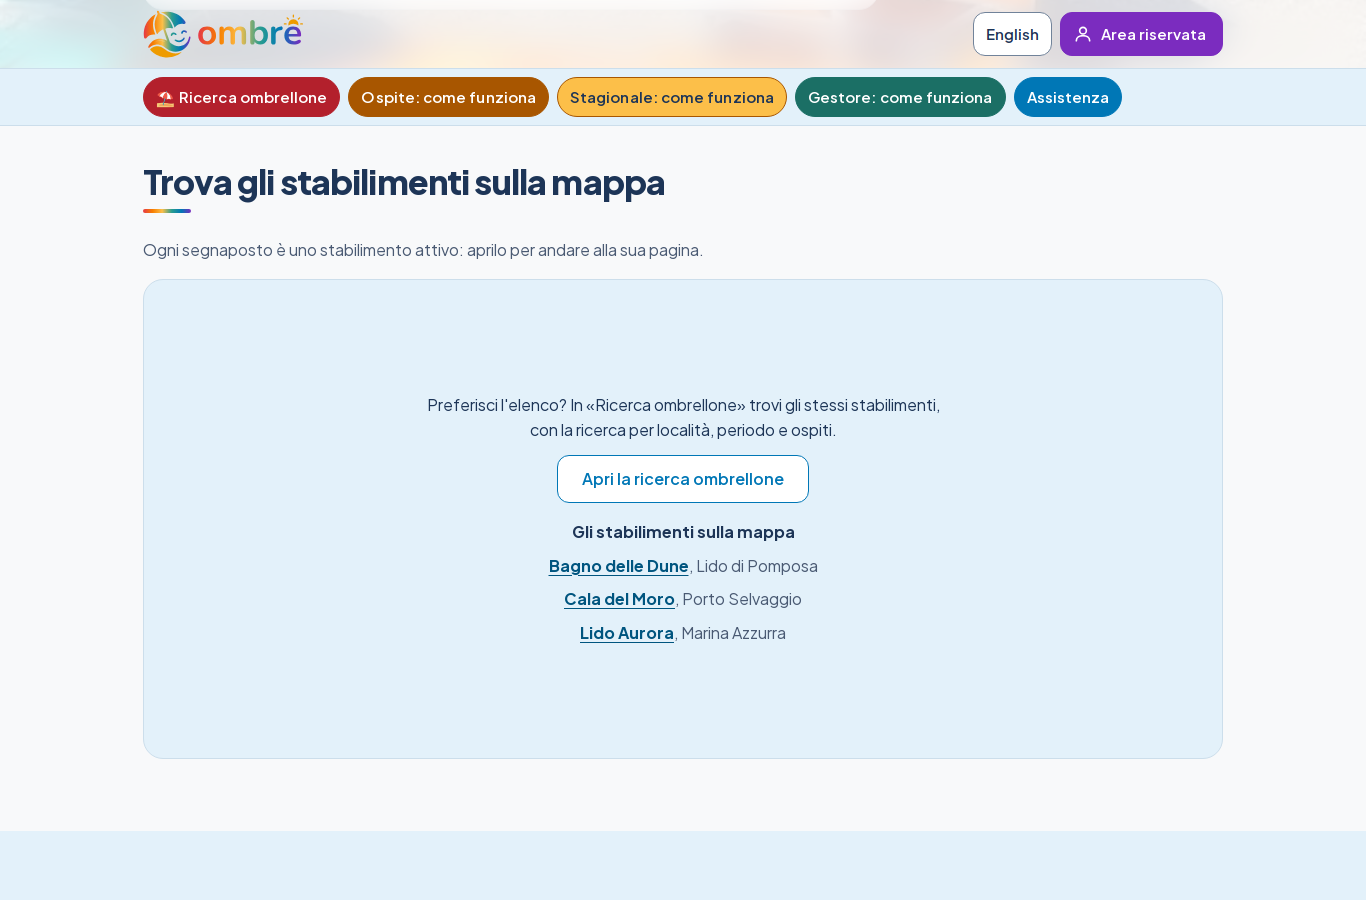 ombrè
English
Area riservata
Ricerca ombrellone
Ospite: come funziona
Stagionale: come funziona
Gestore: come funziona
Assistenza
Trova gli stabilimenti sulla mappa
Ogni segnaposto è uno stabilimento attivo: aprilo per andare alla sua pagina.
Preferisci l'elenco? In «Ricerca ombrellone» trovi gli stessi stabilimenti,
con la ricerca per località, periodo e ospiti.
Apri la ricerca ombrellone
Gli stabilimenti sulla mappa
Bagno delle Dune, Lido di Pomposa
Cala del Moro, Porto Selvaggio
Lido Aurora, Marina Azzurra